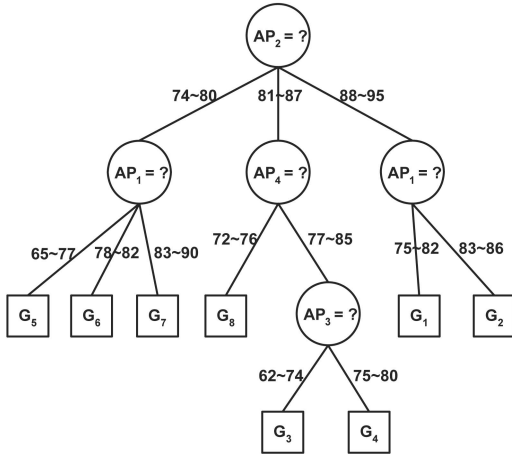 AP₂ = ?
74~80 81~87 88~95
AP₁ = ? AP₄ = ? AP₁ = ?
65~77 78~82 83~90 72~76 77~85 75~82 83~86
G₅ G₆ G₇ G₈ AP₃ = ? G₁ G₂
62~74 75~80
G₃ G₄